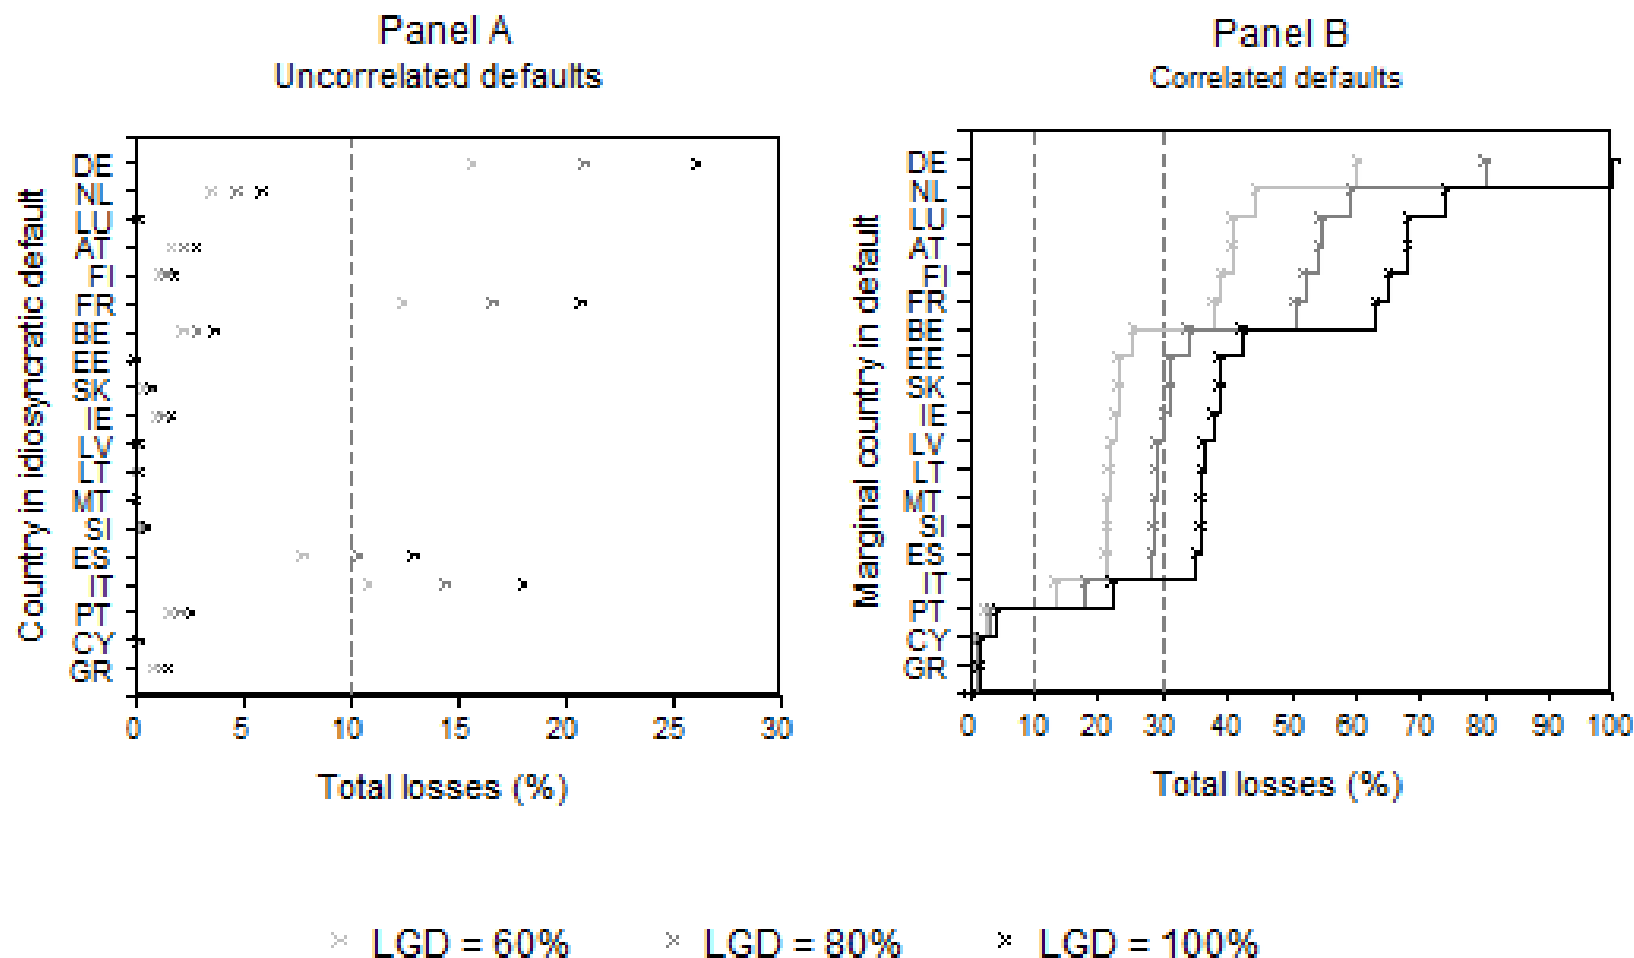 Panel A
Uncorrelated defaults
Country in idiosyncratic default
DE
NL
LU
AT
FI
FR
BE
EE
SK
IE
LV
LT
MT
SI
ES
IT
PT
CY
GR
0 5 10 15 20 25 30
Total losses (%)
Panel B
Correlated defaults
Marginal country in default
DE
NL
LU
AT
FI
FR
BE
EE
SK
IE
LV
LT
MT
SI
ES
IT
PT
CY
GR
0 10 20 30 40 50 60 70 80 90 100
Total losses (%)
LGD = 60% LGD = 80% LGD = 100%